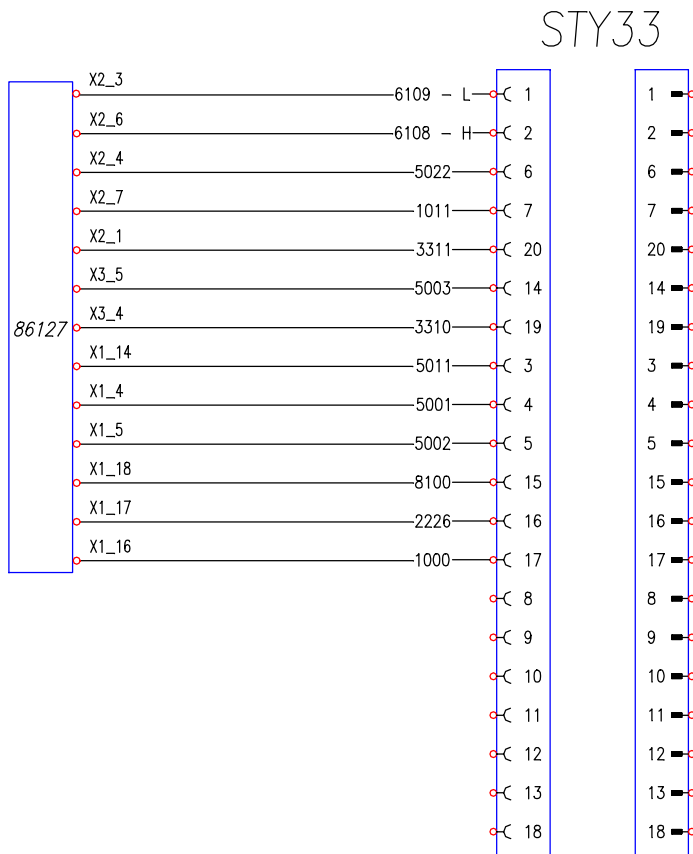 STY33
X2_3 6109 - L 1 1
X2_6 6108 - H 2 2
X2_4 5022 6 6
X2_7 1011 7 7
X2_1 3311 20 20
X3_5 5003 14 14
86127 X3_4 3310 19 19
X1_14 5011 3 3
X1_4 5001 4 4
X1_5 5002 5 5
X1_18 8100 15 15
X1_17 2226 16 16
X1_16 1000 17 17
8 8
9 9
10 10
11 11
12 12
13 13
18 18